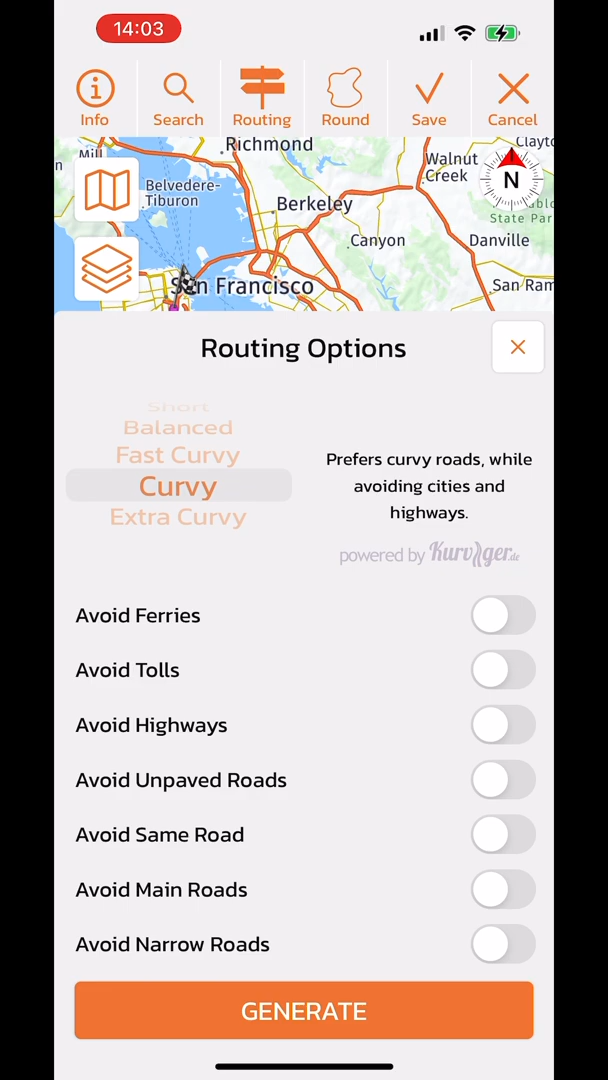 14:03
Info Search Routing Round Save Cancel
Richmond
Mill
Walnut
Creek
Belvedere-
Tiburon
N
State Par
Berkeley
Canyon
Danville
San Francisco
San Ram
Routing Options
Short
Balanced
Fast Curvy
Curvy
Extra Curvy
Prefers curvy roads, while
avoiding cities and
highways.
powered by Kurviger.de
Avoid Ferries
Avoid Tolls
Avoid Highways
Avoid Unpaved Roads
Avoid Same Road
Avoid Main Roads
Avoid Narrow Roads
GENERATE